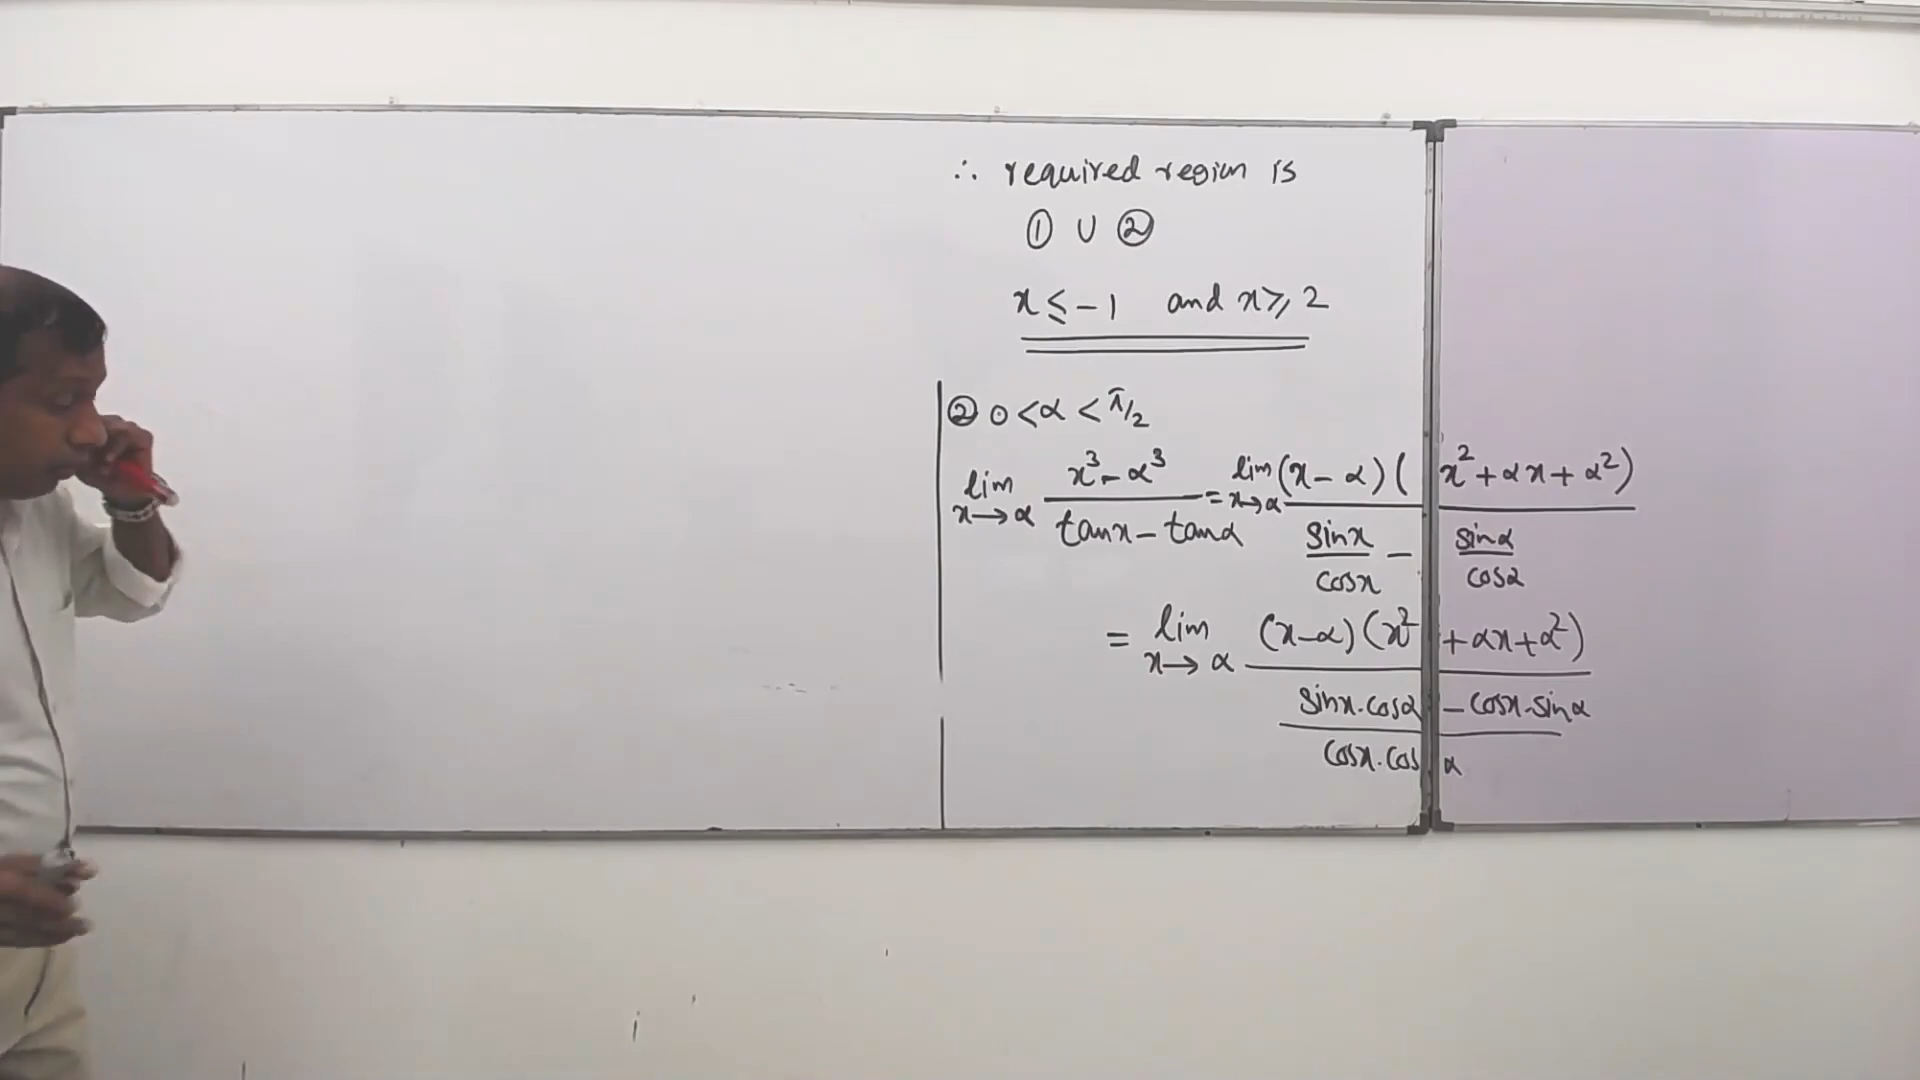 ∴ required region is
① ∪ ②
x ≤ -1 and x ≥ 2
② 0 < α < π/2
lim x→α (x³ - α³)/(tanx - tanα) = lim x→α (x - α)(x² + αx + α²)/(sinx/cosx - sinα/cosα)
= lim x→α (x-α)(x² + αx + α²)/((sinx.cosα - cosx.sinα)/(cosx.cosα))